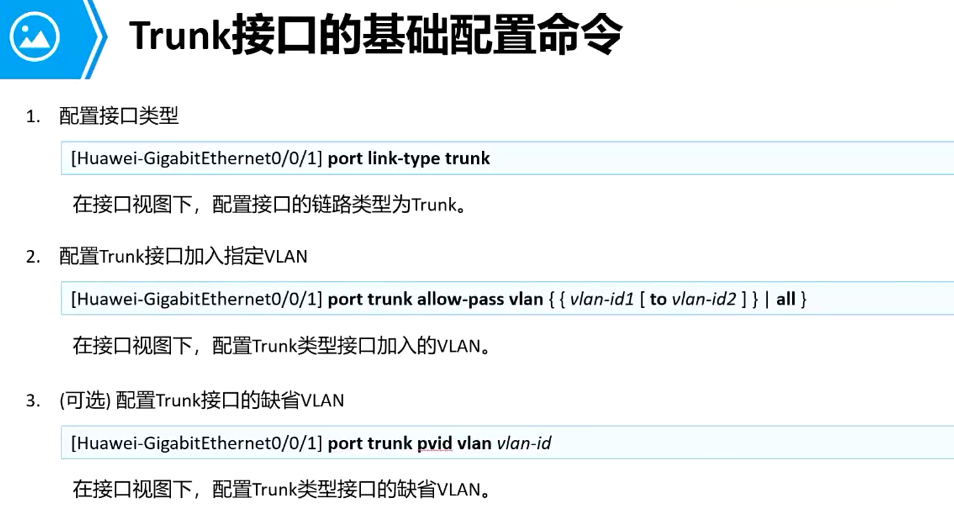 Trunk接口的基础配置命令
1. 配置接口类型
[Huawei-GigabitEthernet0/0/1] port link-type trunk
在接口视图下，配置接口的链路类型为Trunk。
2. 配置Trunk接口加入指定VLAN
[Huawei-GigabitEthernet0/0/1] port trunk allow-pass vlan { { vlan-id1 [ to vlan-id2 ] } | all }
在接口视图下，配置Trunk类型接口加入的VLAN。
3. (可选) 配置Trunk接口的缺省VLAN
[Huawei-GigabitEthernet0/0/1] port trunk pvid vlan vlan-id
在接口视图下，配置Trunk类型接口的缺省VLAN。